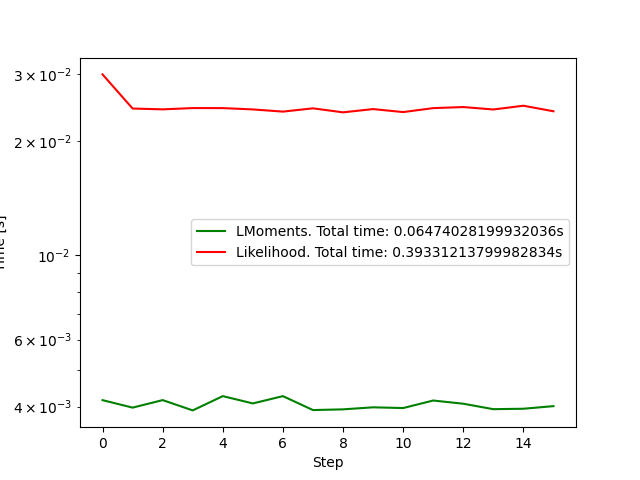 3 × 10⁻²
2 × 10⁻²
10⁻²
6 × 10⁻³
4 × 10⁻³
[s]
LMoments. Total time: 0.06474028199932036s
Likelihood. Total time: 0.39331213799982834s
0 2 4 6 8 10 12 14
Step